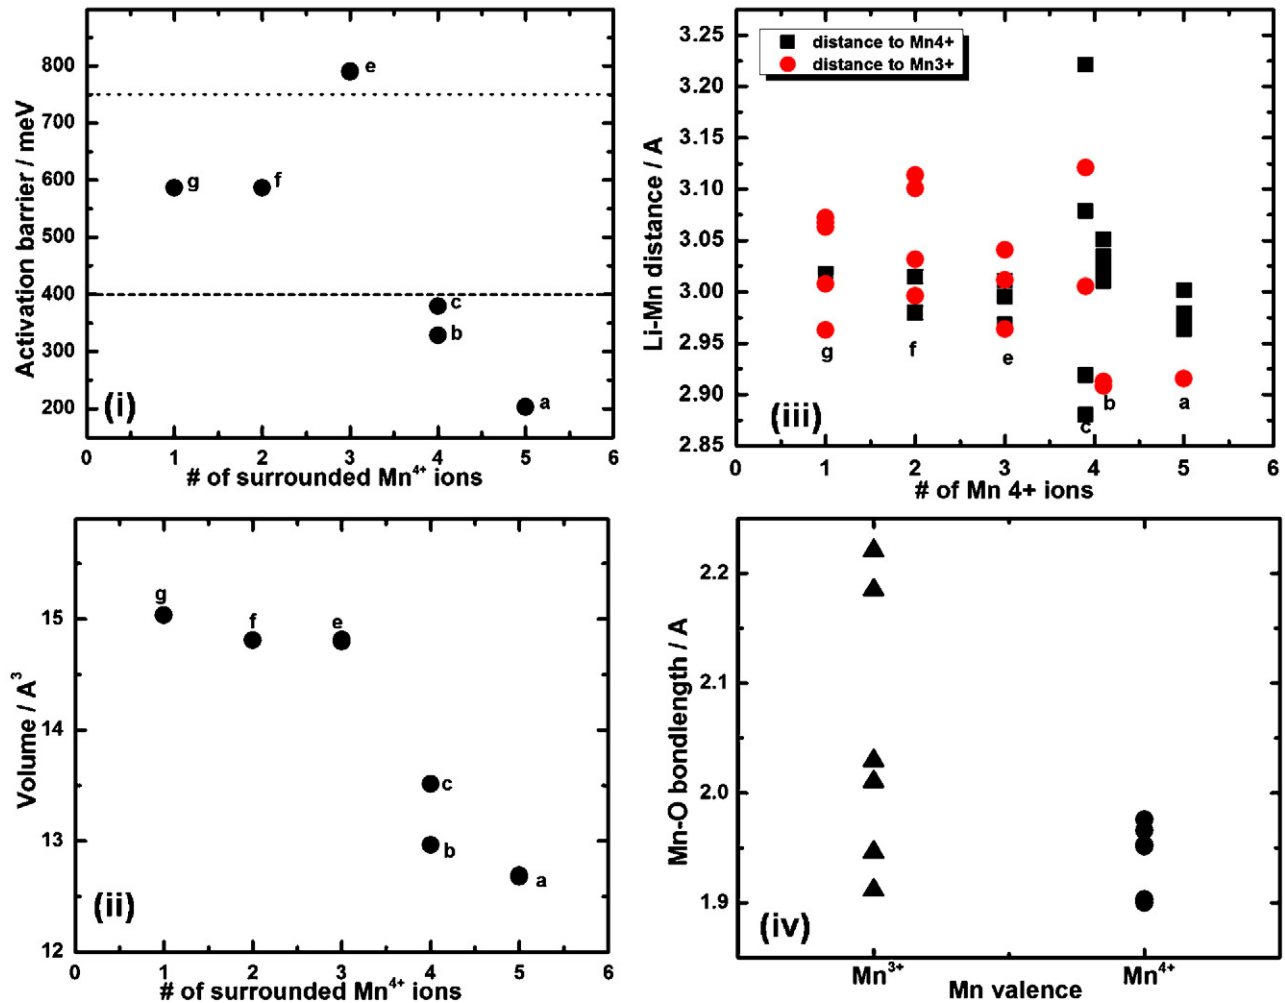 800
700
600
500
400
300
200
Activation barrier / meV
e
g
f
c
b
a
(i)
0 1 2 3 4 5 6
# of surrounded Mn4+ ions
3.25
3.20
3.15
3.10
3.05
3.00
2.95
2.90
2.85
Li-Mn distance / A
distance to Mn4+
distance to Mn3+
g
f
e
b
a
c
(iii)
0 1 2 3 4 5 6
# of Mn 4+ ions
15
14
13
12
Volume / A3
g
f
e
c
b
a
(ii)
0 1 2 3 4 5 6
# of surrounded Mn4+ ions
2.2
2.1
2.0
1.9
Mn-O bondlength / A
(iv)
Mn3+ Mn4+
Mn valence